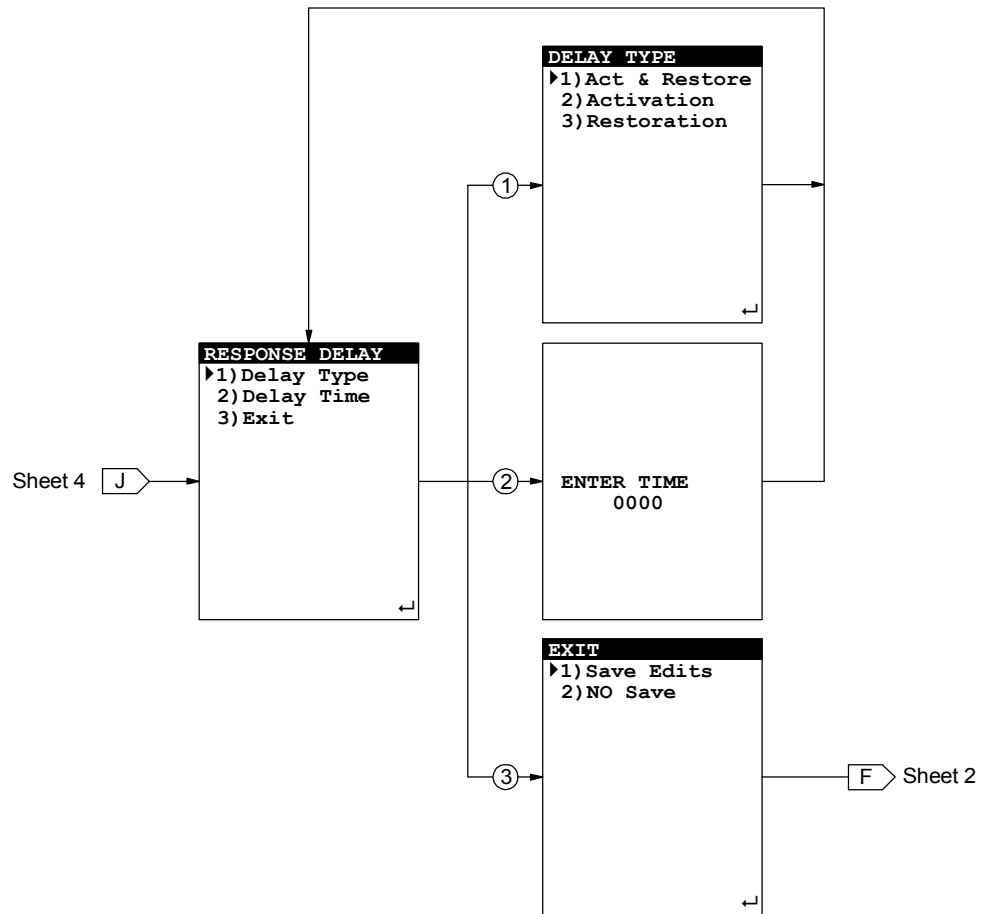 DELAY TYPE
1)Act & Restore
2)Activation
3)Restoration
1
RESPONSE DELAY
1)Delay Type
2)Delay Time
3)Exit
Sheet 4 J
2
ENTER TIME
0000
EXIT
1)Save Edits
2)NO Save
3
F Sheet 2